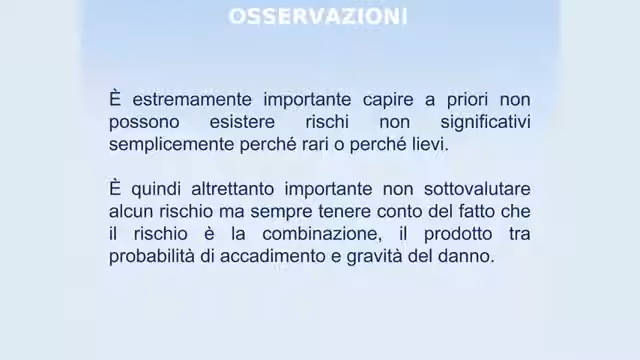 OSSERVAZIONI
È estremamente importante capire a priori non
possono esistere rischi non significativi
semplicemente perché rari o perché lievi.
È quindi altrettanto importante non sottovalutare
alcun rischio ma sempre tenere conto del fatto che
il rischio è la combinazione, il prodotto tra
probabilità di accadimento e gravità del danno.